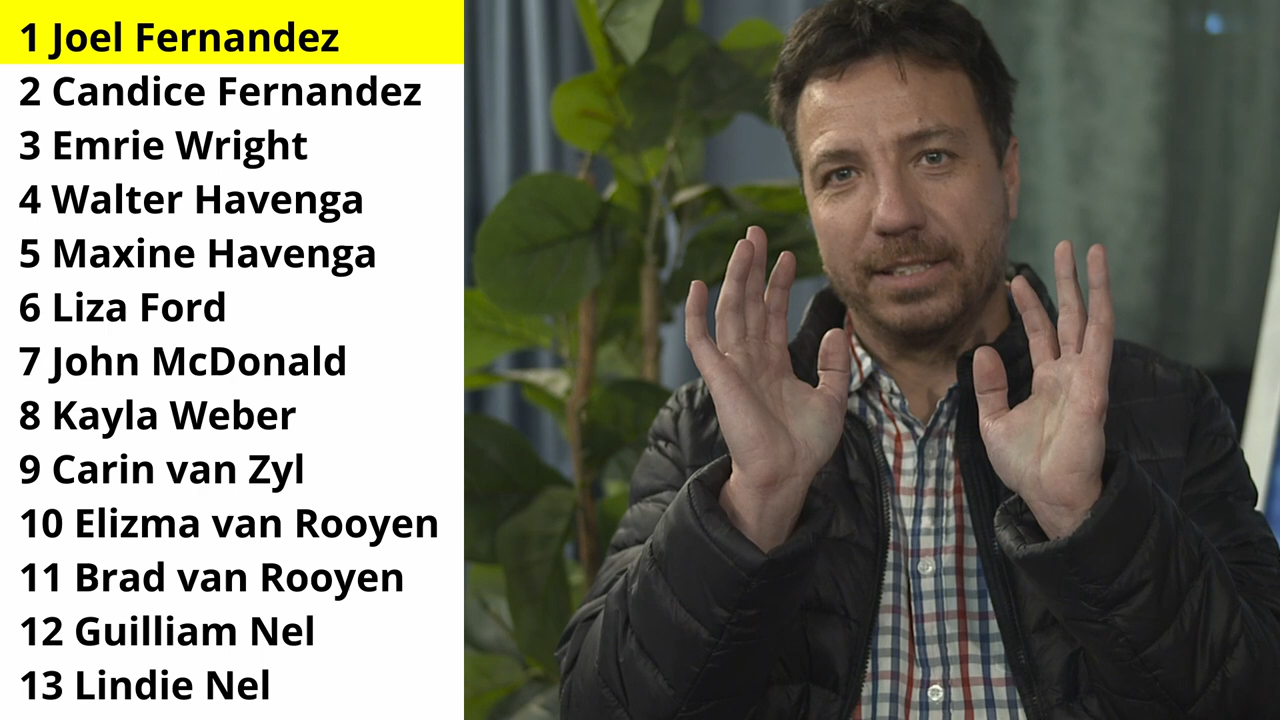 1 Joel Fernandez
2 Candice Fernandez
3 Emrie Wright
4 Walter Havenga
5 Maxine Havenga
6 Liza Ford
7 John McDonald
8 Kayla Weber
9 Carin van Zyl
10 Elizma van Rooyen
11 Brad van Rooyen
12 Guilliam Nel
13 Lindie Nel